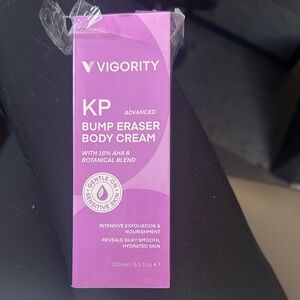 VIGORITY
KP ADVANCED
BUMP ERASER
BODY CREAM
WITH 10% AHA &
BOTANICAL BLEND
GENTLE ON
SENSITIVE SKIN
INTENSIVE EXFOLIATION &
NOURISHMENT
REVEALS SILKY SMOOTH,
HYDRATED SKIN
150 ml / 5.1 fl.oz e